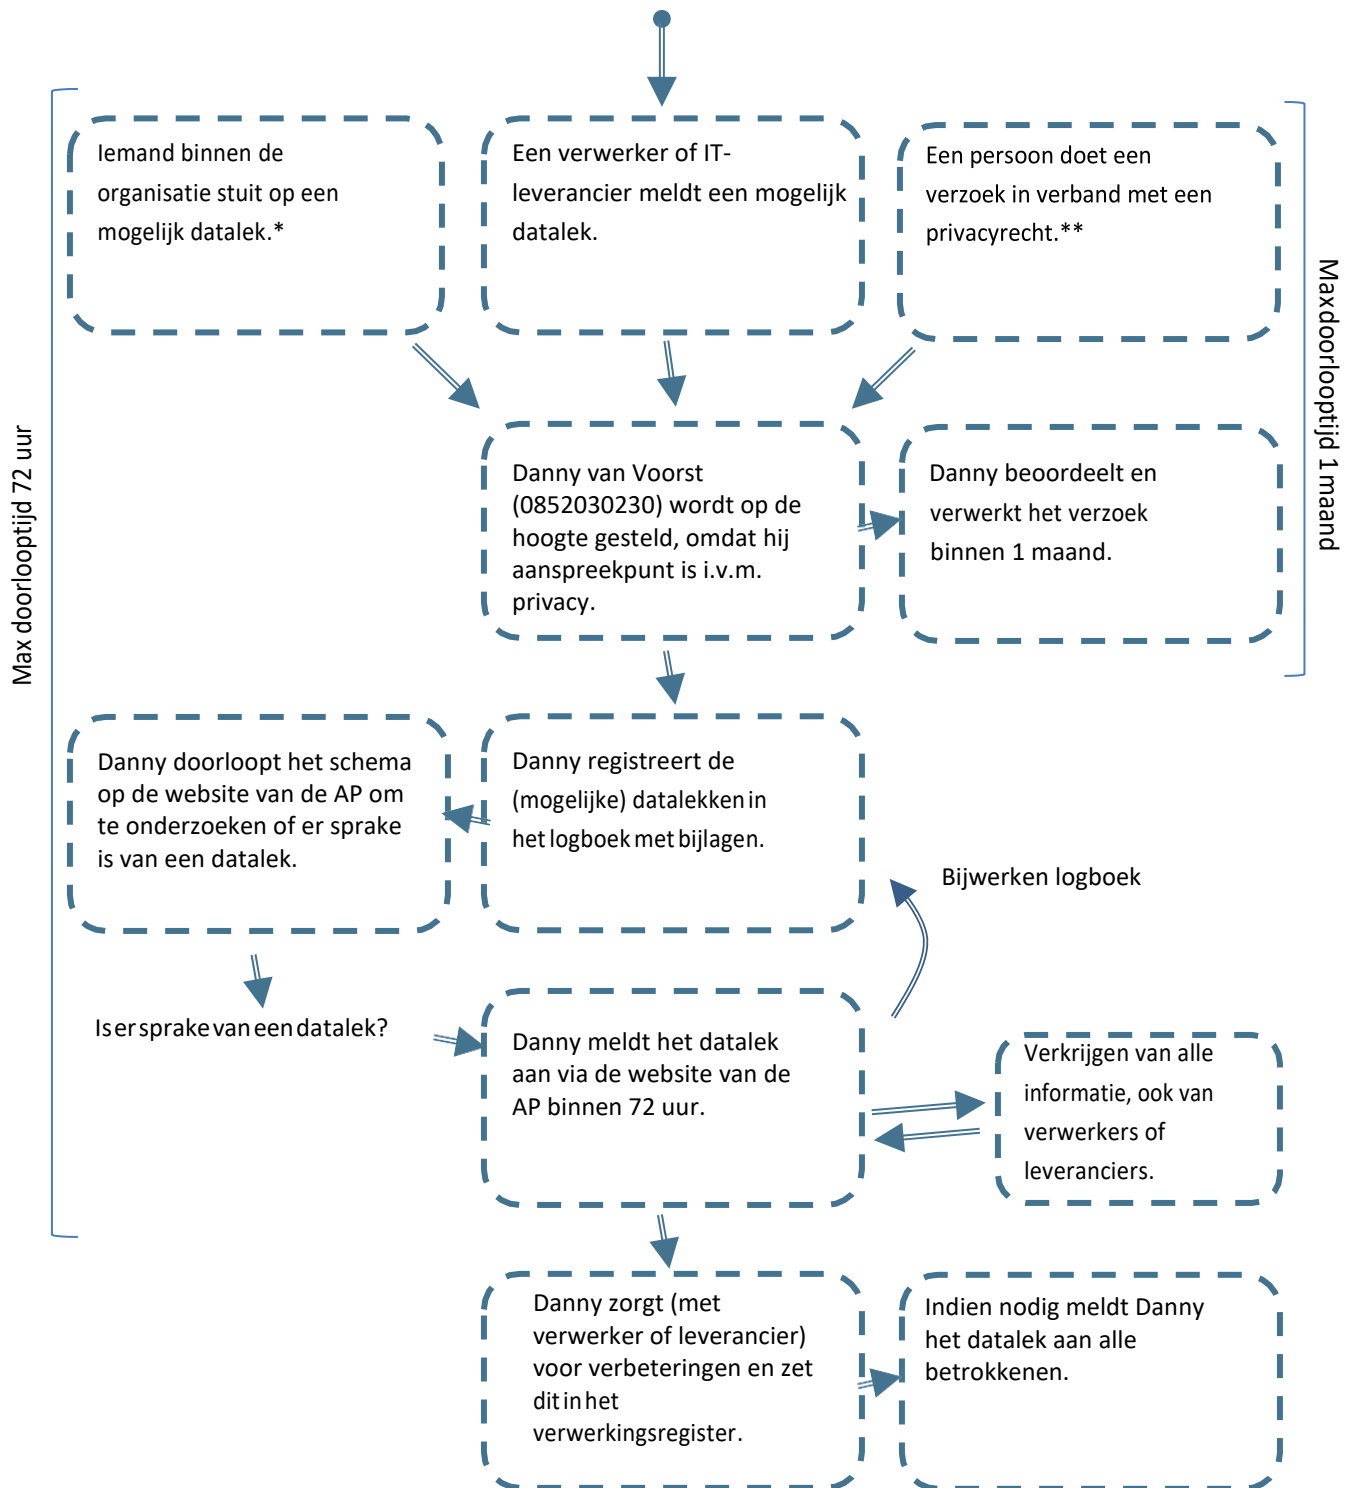 Iemand binnen de
organisatie stuit op een
mogelijk datalek.*
Een verwerker of IT-
leverancier meldt een mogelijk
datalek.
Een persoon doet een
verzoek in verband met een
privacyrecht.**
Max doorlooptijd 72 uur
Maxdoorlooptijd 1 maand
Danny van Voorst
(0852030230) wordt op de
hoogte gesteld, omdat hij
aanspreekpunt is i.v.m.
privacy.
Danny beoordeelt en
verwerkt het verzoek
binnen 1 maand.
Danny doorloopt het schema
op de website van de AP om
te onderzoeken of er sprake
is van een datalek.
Danny registreert de
(mogelijke) datalekken in
het logboek met bijlagen.
Bijwerken logboek
Is er sprake van een datalek?
Danny meldt het datalek
aan via de website van de
AP binnen 72 uur.
Verkrijgen van alle
informatie, ook van
verwerkers of
leveranciers.
Danny zorgt (met
verwerker of leverancier)
voor verbeteringen en zet
dit in het
verwerkingsregister.
Indien nodig meldt Danny
het datalek aan alle
betrokkenen.